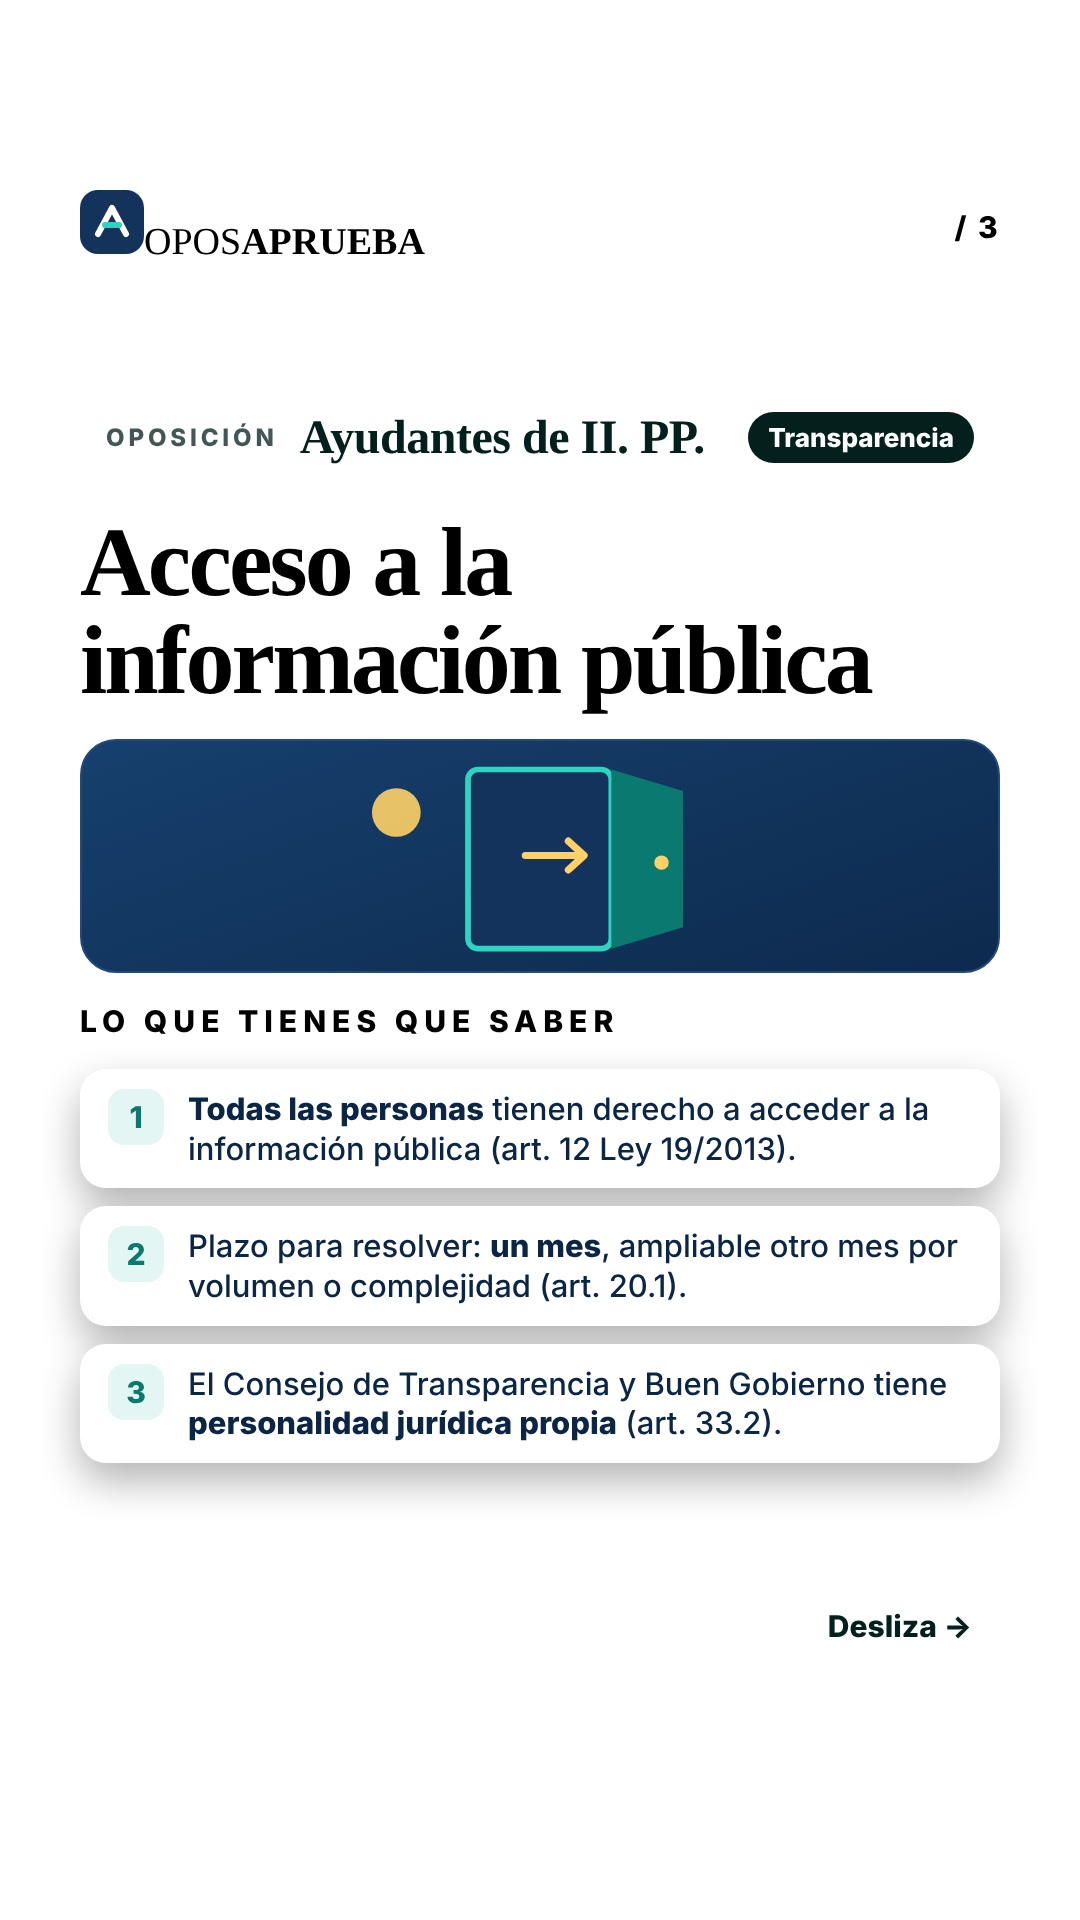 OPOSAPRUEBA
/ 3
OPOSICIÓN Ayudantes de II. PP. Transparencia
Acceso a la
información pública
LO QUE TIENES QUE SABER
1 Todas las personas tienen derecho a acceder a la
información pública (art. 12 Ley 19/2013).
2 Plazo para resolver: un mes, ampliable otro mes por
volumen o complejidad (art. 20.1).
3 El Consejo de Transparencia y Buen Gobierno tiene
personalidad jurídica propia (art. 33.2).
Desliza →